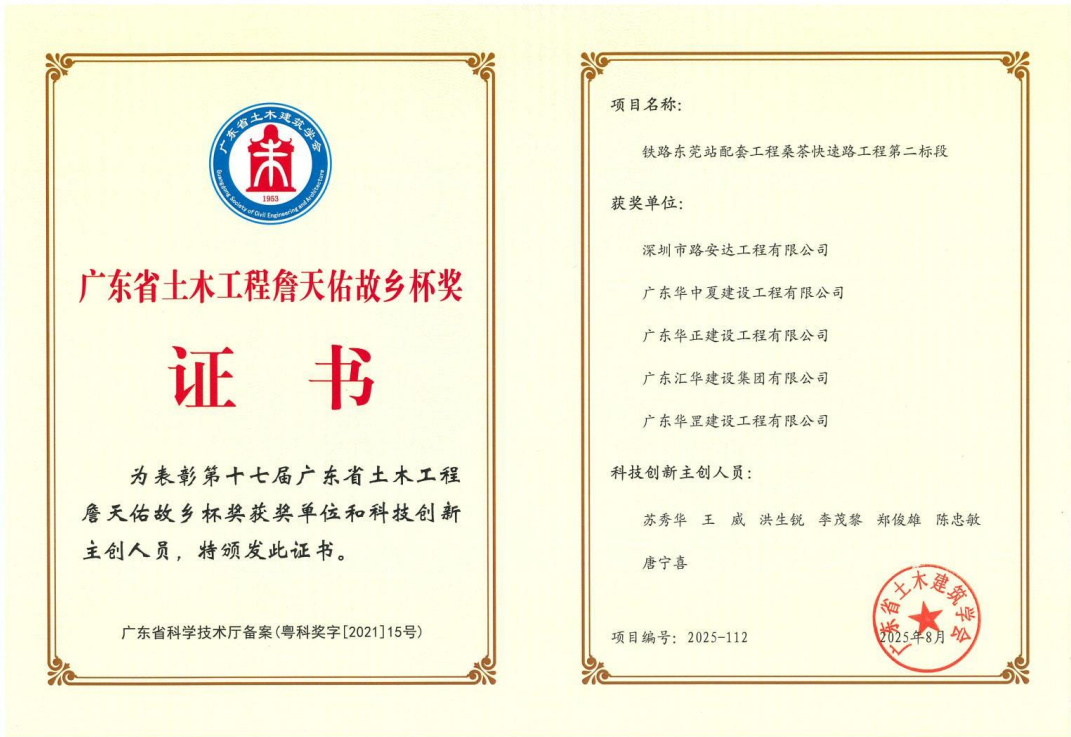 广东省土木建筑学会
1953
Guangdong Society of Civil Engineering and Architecture
广东省土木工程詹天佑故乡杯奖
证 书
为表彰第十七届广东省土木工程
詹天佑故乡杯奖获奖单位和科技创新
主创人员，特颁发此证书。
广东省科学技术厅备案(粤科奖字[2021]15号)
项目名称：
铁路东莞站配套工程桑茶快速路工程第二标段
获奖单位：
深圳市路安达工程有限公司
广东华中夏建设工程有限公司
广东华正建设工程有限公司
广东汇华建设集团有限公司
广东华罡建设工程有限公司
科技创新主创人员：
苏秀华 王 威 洪生锐 李茂黎 郑俊雄 陈忠敏
唐宁喜
项目编号：2025-112
2025年8月
广东省土木建筑学会